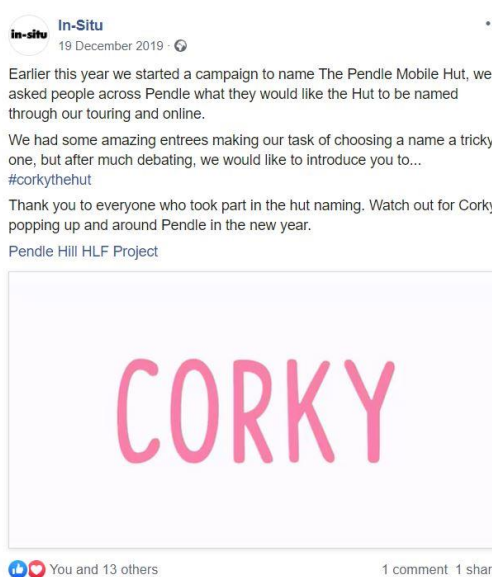 in-situ
In-Situ
19 December 2019 ·
Earlier this year we started a campaign to name The Pendle Mobile Hut, we
asked people across Pendle what they would like the Hut to be named
through our touring and online.
We had some amazing entrees making our task of choosing a name a tricky
one, but after much debating, we would like to introduce you to...
#corkythehut
Thank you to everyone who took part in the hut naming. Watch out for Corky
popping up and around Pendle in the new year.
Pendle Hill HLF Project
CORKY
You and 13 others
1 comment 1 shar